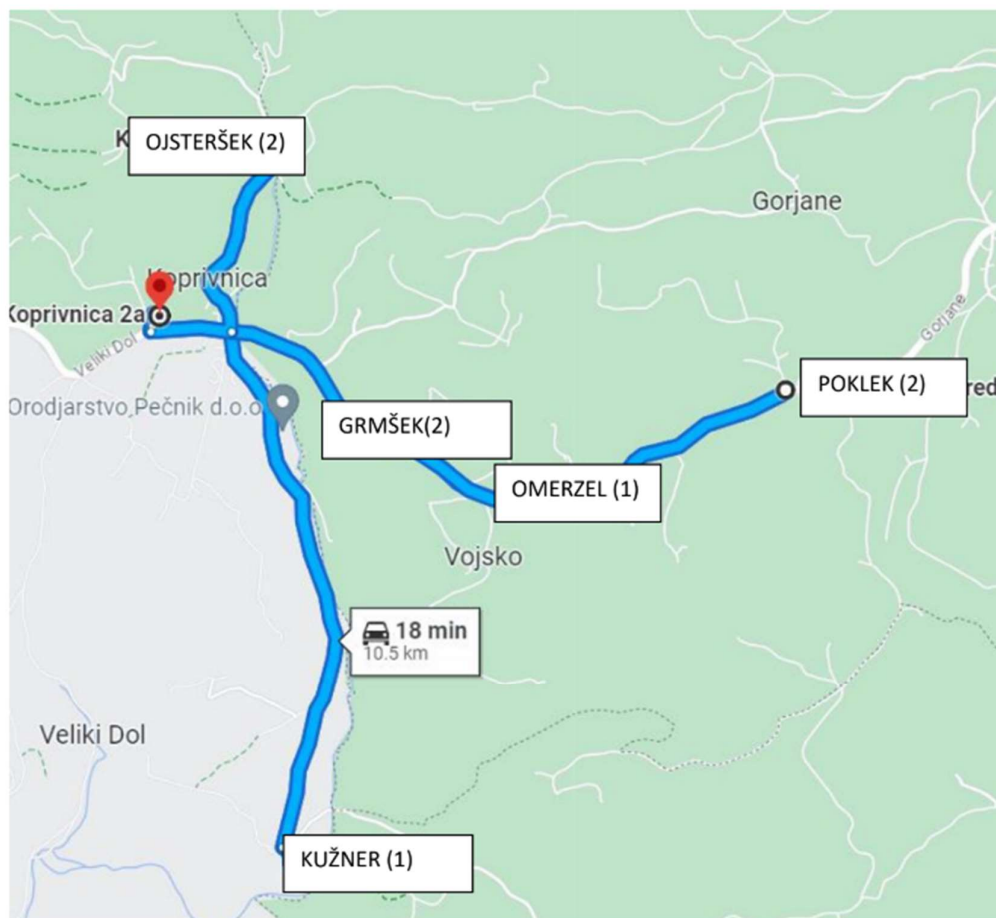 K
OJSTERŠEK (2)
Gorjane
Koprivnica
Koprivnica 2a
Veliki Dol
Gorjane
Orodjarstvo Pečnik d.o.o
GRMŠEK(2)
POKLEK (2)
red
OMERZEL (1)
Vojsko
18 min
10.5 km
Veliki Dol
KUŽNER (1)